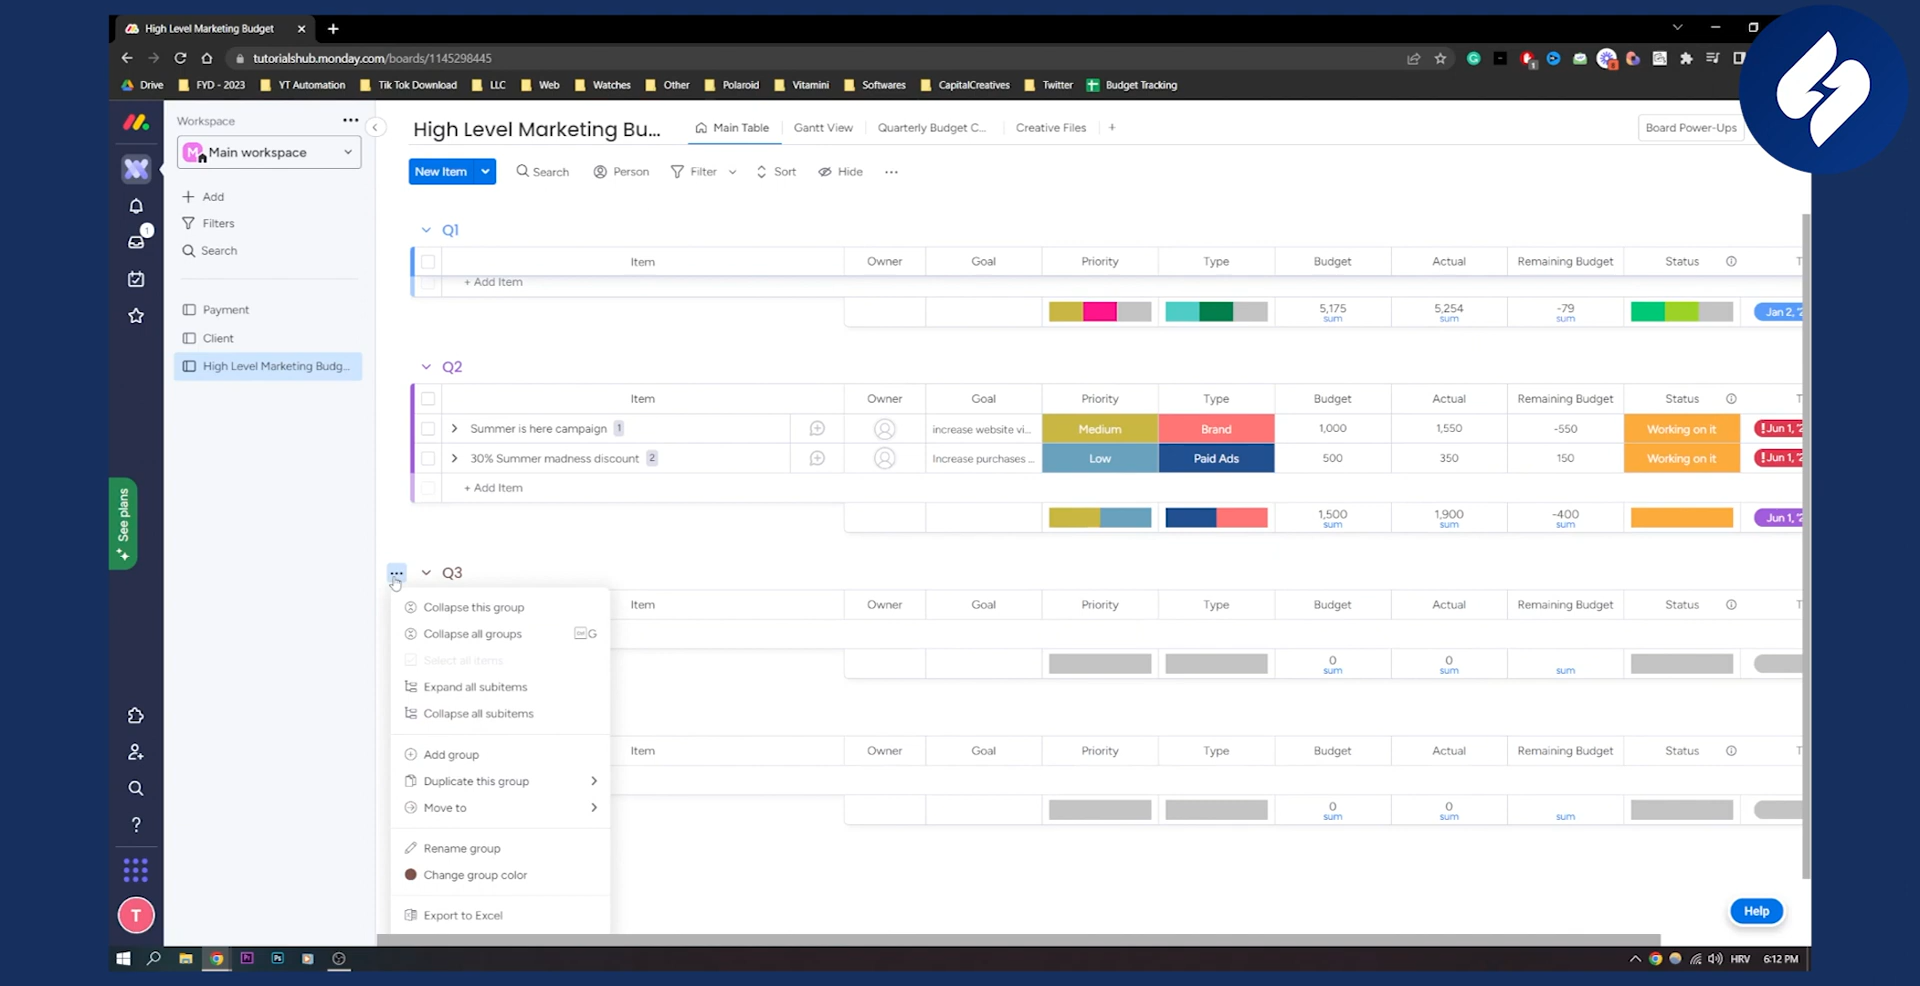 High Level Marketing Budget
tutorialshub.monday.com/boards/1145298445
Drive FYD - 2023 YT Automation Tik Tok Download LLC Web Watches Other Polaroid Vitamini Softwares CapitalCreatives Twitter Budget Tracking
Workspace
M Main workspace
Add
Filters
Search
Payment
Client
High Level Marketing Budg...
See plans
1
T
High Level Marketing Bu...
Main Table Gantt View Quarterly Budget C... Creative Files +
Board Power-Ups
New Item Search Person Filter Sort Hide ...
Q1
Item Owner Goal Priority Type Budget Actual Remaining Budget Status T
+ Add Item
5,175 5,254 -79 Jan 2, '2
sum sum sum
Q2
Item Owner Goal Priority Type Budget Actual Remaining Budget Status T
Summer is here campaign 1 increase website vi... Medium Brand 1,000 1,550 -550 Working on it ! Jun 1, '2
30% Summer madness discount 2 Increase purchases ... Low Paid Ads 500 350 150 Working on it ! Jun 1, '2
+ Add Item
1,500 1,900 -400 Jun 1, '2
sum sum sum
Q3
Item Owner Goal Priority Type Budget Actual Remaining Budget Status T
0 0
sum sum sum
Item Owner Goal Priority Type Budget Actual Remaining Budget Status
0 0
sum sum sum
Collapse this group
Collapse all groups G
Select all items
Expand all subitems
Collapse all subitems
Add group
Duplicate this group
Move to
Rename group
Change group color
Export to Excel
Help
HRV 6:12 PM